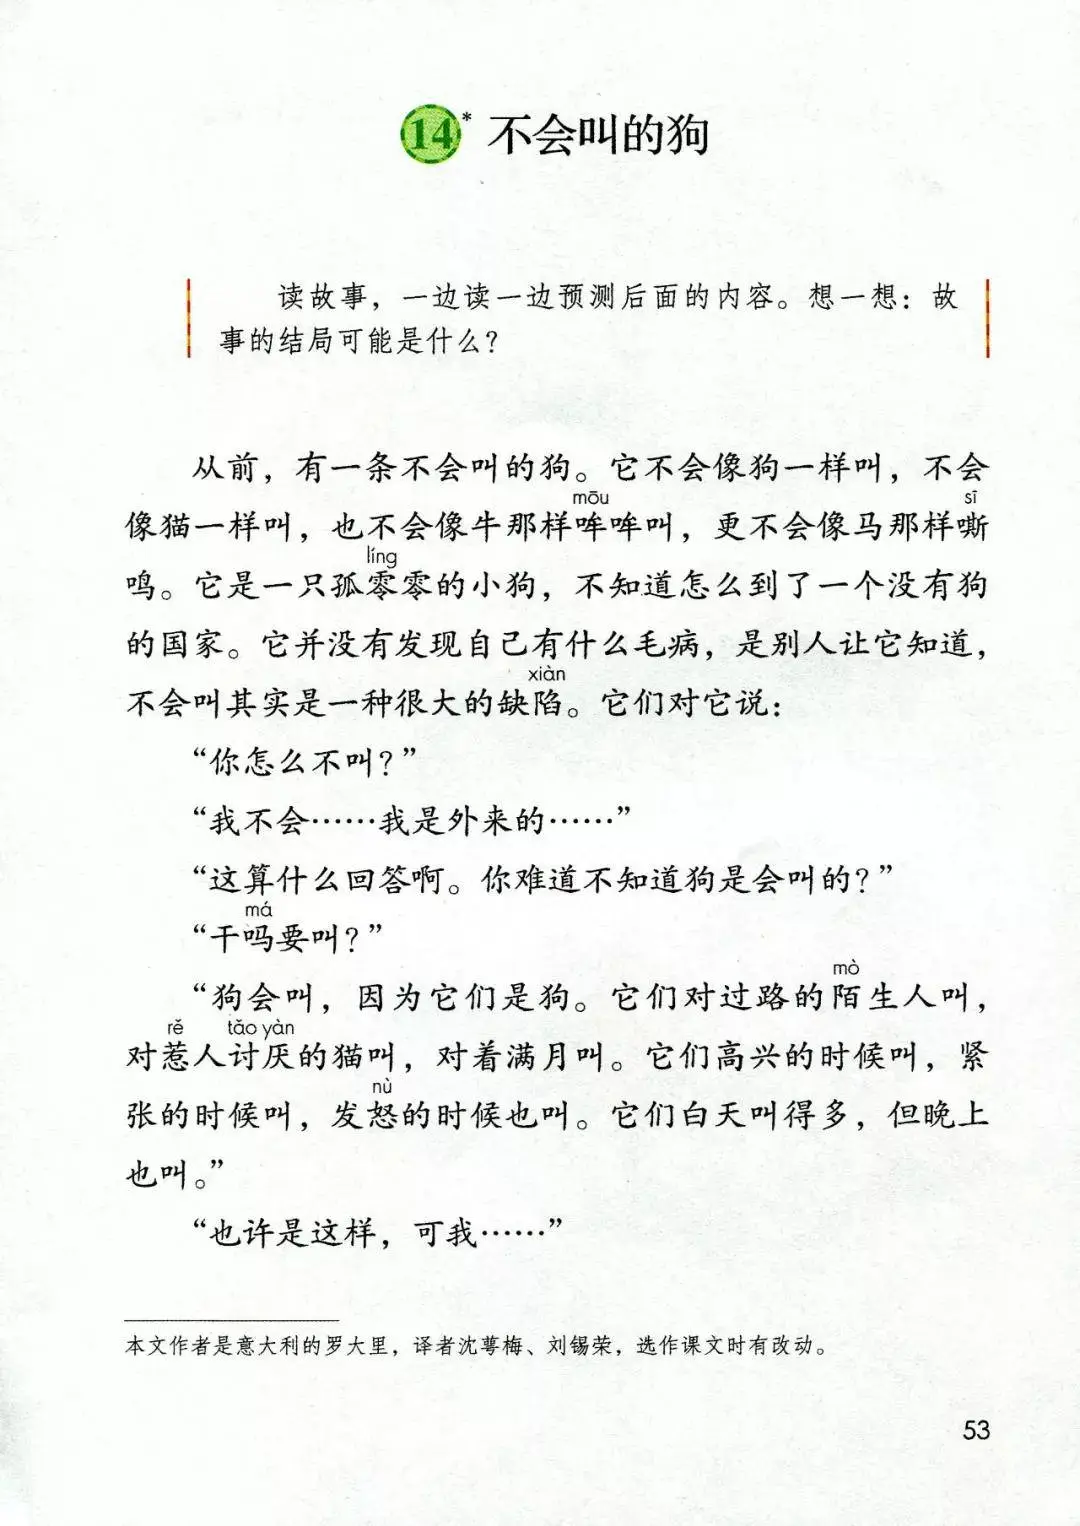 14* 不会叫的狗
读故事，一边读一边预测后面的内容。想一想：故
事的结局可能是什么？
从前，有一条不会叫的狗。它不会像狗一样叫，不会
mōu sī
像猫一样叫，也不会像牛那样哞哞叫，更不会像马那样嘶
líng
鸣。它是一只孤零零的小狗，不知道怎么到了一个没有狗
的国家。它并没有发现自己有什么毛病，是别人让它知道，
xiàn
不会叫其实是一种很大的缺陷。它们对它说：
“你怎么不叫？”
“我不会……我是外来的……”
“这算什么回答啊。你难道不知道狗是会叫的？”
má
“干吗要叫？”
mò
“狗会叫，因为它们是狗。它们对过路的陌生人叫，
rě tǎo yàn
对惹人讨厌的猫叫，对着满月叫。它们高兴的时候叫，紧
nù
张的时候叫，发怒的时候也叫。它们白天叫得多，但晚上
也叫。”
“也许是这样，可我……”
本文作者是意大利的罗大里，译者沈萼梅、刘锡荣，选作课文时有改动。
53